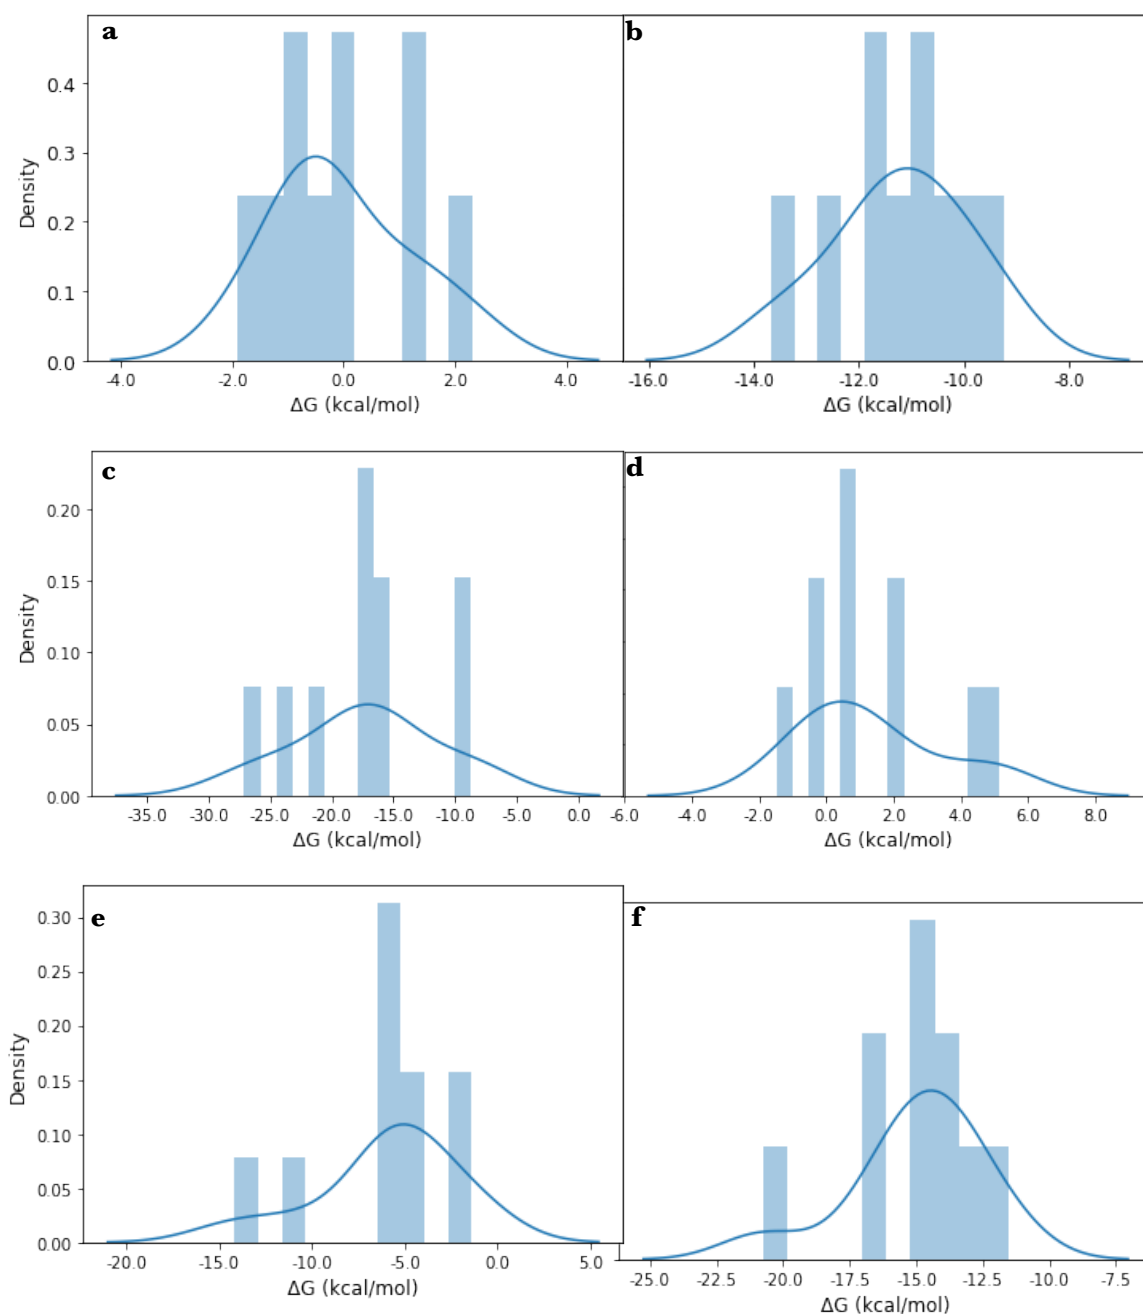 a
b
0.4
0.3
0.2
0.1
0.0
Density
-4.0 -2.0 0.0 2.0 4.0
-16.0 -14.0 -12.0 -10.0 -8.0
ΔG (kcal/mol)
ΔG (kcal/mol)
c
d
0.20
0.15
0.10
0.05
0.00
Density
-35.0 -30.0 -25.0 -20.0 -15.0 -10.0 -5.0 0.0
-6.0 -4.0 -2.0 0.0 2.0 4.0 6.0 8.0
ΔG (kcal/mol)
ΔG (kcal/mol)
e
f
0.30
0.25
0.20
0.15
0.10
0.05
0.00
Density
-20.0 -15.0 -10.0 -5.0 0.0 5.0
-25.0 -22.5 -20.0 -17.5 -15.0 -12.5 -10.0 -7.5
ΔG (kcal/mol)
ΔG (kcal/mol)